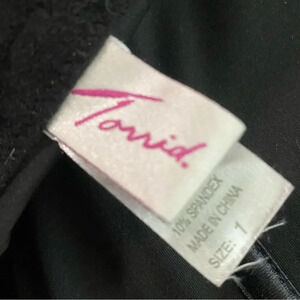 Torrid.
10% SPANDEX
MADE IN CHINA
SIZE: 1